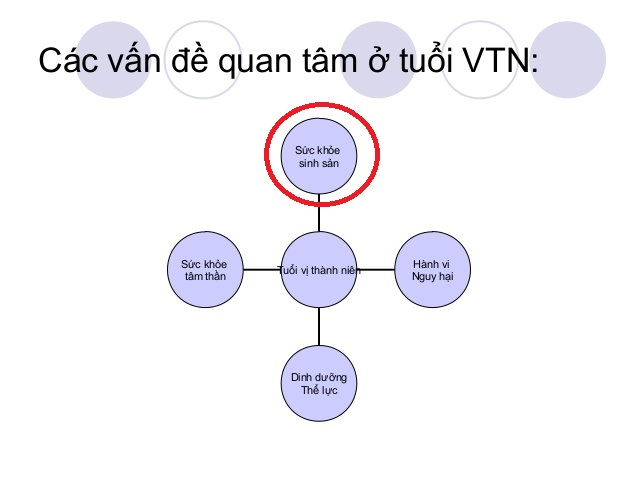 Các vấn đề quan tâm ở tuổi VTN:
Sức khỏe
sinh sản
Sức khỏe
tâm thần
Tuổi vị thành niên
Hành vi
Nguy hại
Dinh dưỡng
Thể lực